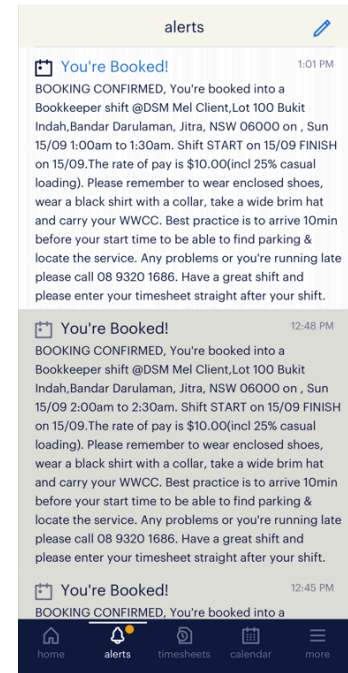 alerts
You're Booked!
1:01 PM
BOOKING CONFIRMED, You're booked into a
Bookkeeper shift @DSM Mel Client,Lot 100 Bukit
Indah,Bandar Darulaman, Jitra, NSW 06000 on , Sun
15/09 1:00am to 1:30am. Shift START on 15/09 FINISH
on 15/09.The rate of pay is $10.00(incl 25% casual
loading). Please remember to wear enclosed shoes,
wear a black shirt with a collar, take a wide brim hat
and carry your WWCC. Best practice is to arrive 10min
before your start time to be able to find parking &
locate the service. Any problems or you're running late
please call 08 9320 1686. Have a great shift and
please enter your timesheet straight after your shift.
You're Booked!
12:48 PM
BOOKING CONFIRMED, You're booked into a
Bookkeeper shift @DSM Mel Client,Lot 100 Bukit
Indah,Bandar Darulaman, Jitra, NSW 06000 on , Sun
15/09 2:00am to 2:30am. Shift START on 15/09 FINISH
on 15/09.The rate of pay is $10.00(incl 25% casual
loading). Please remember to wear enclosed shoes,
wear a black shirt with a collar, take a wide brim hat
and carry your WWCC. Best practice is to arrive 10min
before your start time to be able to find parking &
locate the service. Any problems or you're running late
please call 08 9320 1686. Have a great shift and
please enter your timesheet straight after your shift.
You're Booked!
12:45 PM
BOOKING CONFIRMED, You're booked into a
home
alerts
timesheets
calendar
more